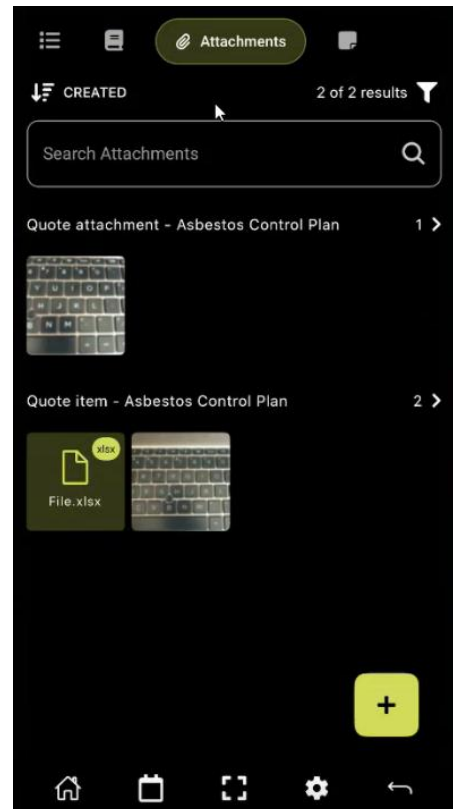 Attachments
CREATED 2 of 2 results
Search Attachments
Quote attachment - Asbestos Control Plan 1
Quote item - Asbestos Control Plan 2
xlsx
File.xlsx
+